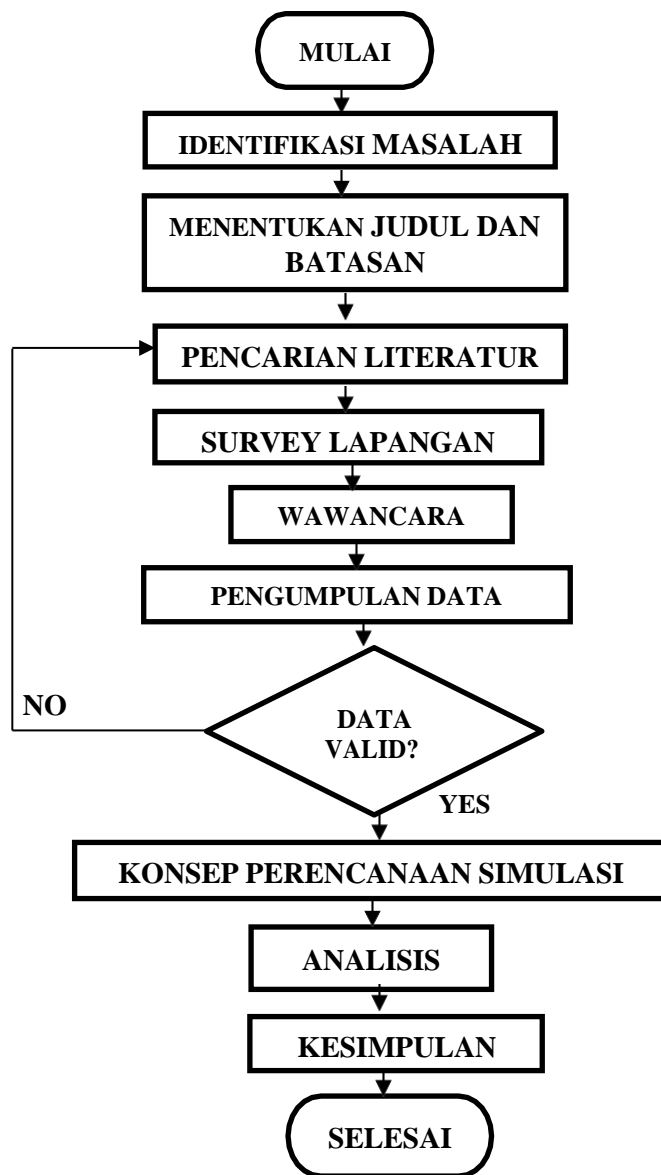 MULAI
IDENTIFIKASI MASALAH
MENENTUKAN JUDUL DAN
BATASAN
PENCARIAN LITERATUR
SURVEY LAPANGAN
WAWANCARA
PENGUMPULAN DATA
NO
DATA
VALID?
YES
KONSEP PERENCANAAN SIMULASI
ANALISIS
KESIMPULAN
SELESAI